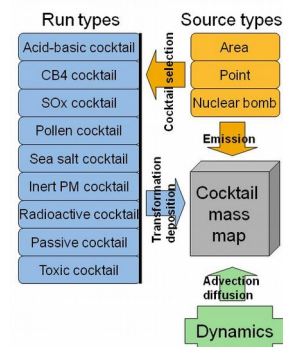 Run types
Source types
Acid-basic cocktail
CB4 cocktail
SOx cocktail
Pollen cocktail
Sea salt cocktail
Inert PM cocktail
Radioactive cocktail
Passive cocktail
Toxic cocktail
Cocktail selection
Area
Point
Nuclear bomb
Emission
Transformation
deposition
Cocktail
mass
map
Advection
diffusion
Dynamics